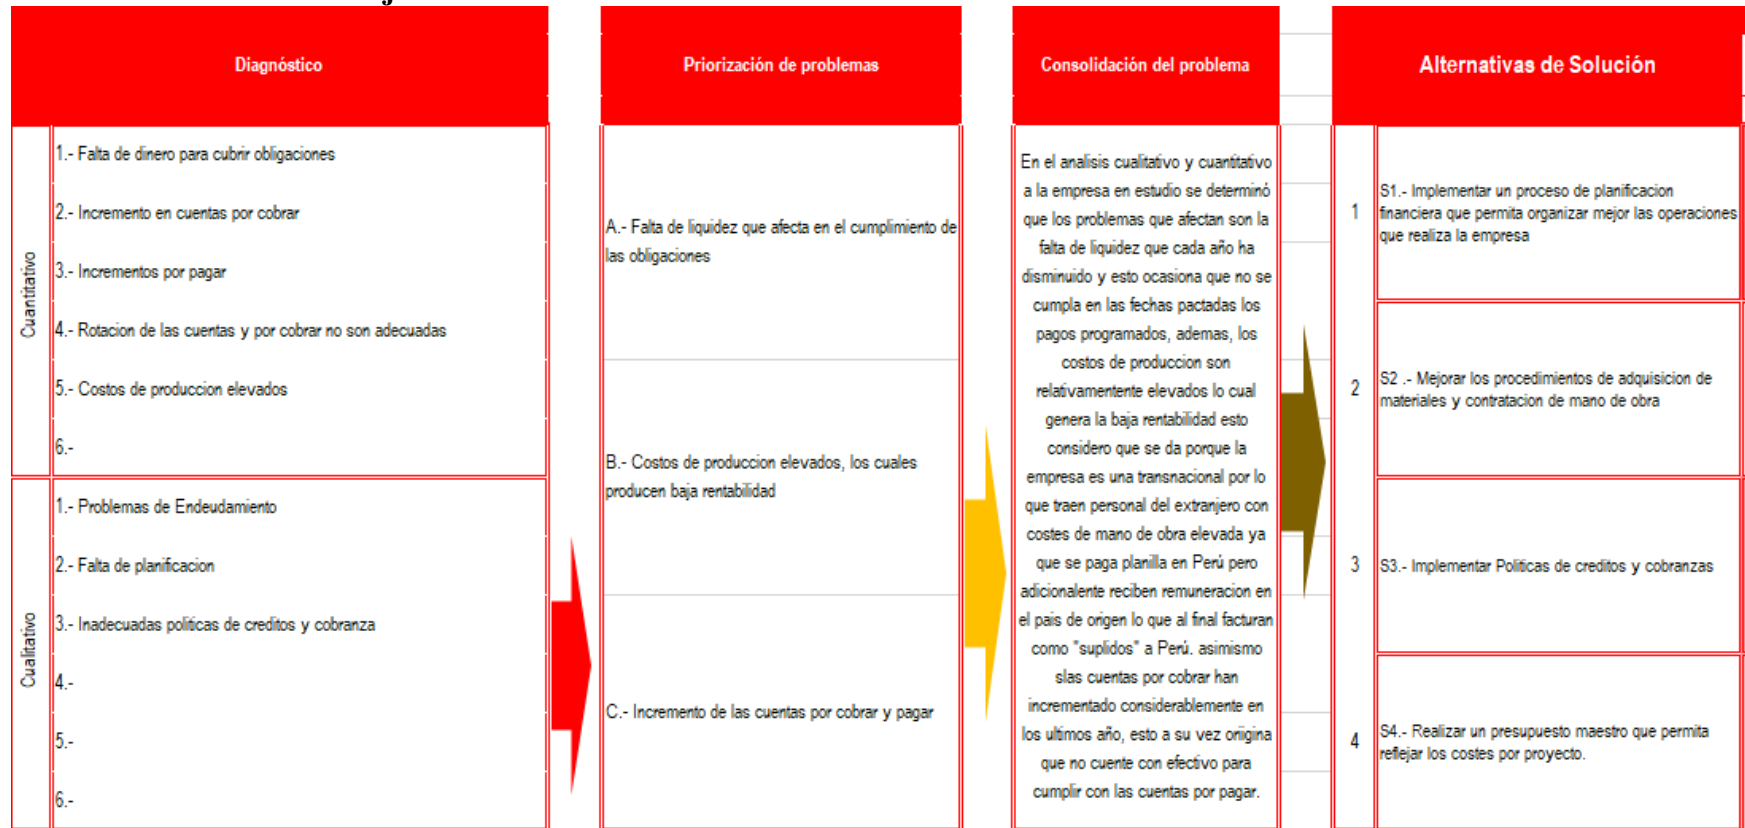 Diagnóstico
Cuantitativo
1.- Falta de dinero para cubrir obligaciones
2.- Incremento en cuentas por cobrar
3.- Incrementos por pagar
4.- Rotacion de las cuentas y por cobrar no son adecuadas
5.- Costos de produccion elevados
6.-
Cualitativo
1.- Problemas de Endeudamiento
2.- Falta de planificacion
3.- Inadecuadas politicas de creditos y cobranza
4.-
5.-
6.-
Priorización de problemas
A.- Falta de liquidez que afecta en el cumplimiento de
las obligaciones
B.- Costos de produccion elevados, los cuales
producen baja rentabilidad
C.- Incremento de las cuentas por cobrar y pagar
Consolidación del problema
En el analisis cualitativo y cuantitativo
a la empresa en estudio se determinó
que los problemas que afectan son la
falta de liquidez que cada año ha
disminuido y esto ocasiona que no se
cumpla en las fechas pactadas los
pagos programados, ademas, los
costos de produccion son
relativamentente elevados lo cual
genera la baja rentabilidad esto
considero que se da porque la
empresa es una transnacional por lo
que traen personal del extranjero con
costes de mano de obra elevada ya
que se paga planilla en Perú pero
adicionalente reciben remuneracion en
el pais de origen lo que al final facturan
como "suplidos" a Perú. asimismo
slas cuentas por cobrar han
incrementado considerablemente en
los ultimos año, esto a su vez oriigina
que no cuente con efectivo para
cumplir con las cuentas por pagar.
Alternativas de Solución
1
S1.- Implementar un proceso de planificacion
financiera que permita organizar mejor las operaciones
que realiza la empresa
2
S2 .- Mejorar los procedimientos de adquisicion de
materiales y contratacion de mano de obra
3
S3.- Implementar Politicas de creditos y cobranzas
4
S4.- Realizar un presupuesto maestro que permita
reflejar los costes por proyecto.